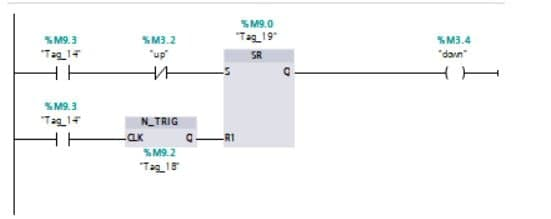 %M9.0
"Tag_19"
%M9.3
"Tag_14"
%M3.2
"up"
SR
%M3.4
"down"
S
Q
%M9.3
"Tag_14"
N_TRIG
CLK
Q
R1
%M9.2
"Tag_18"